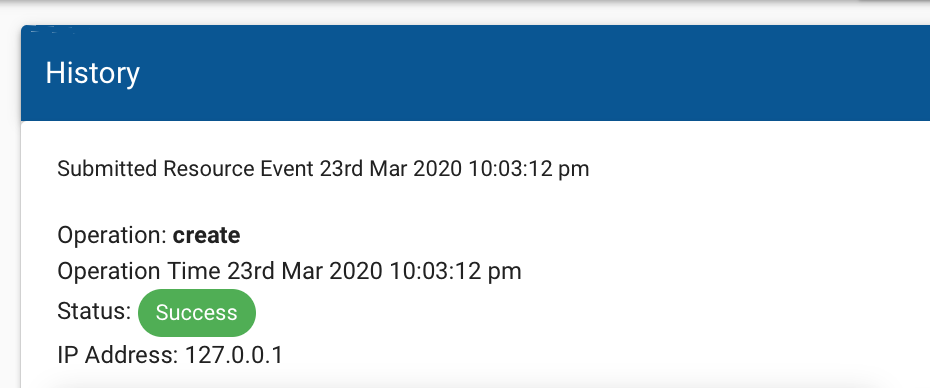 History
Submitted Resource Event 23rd Mar 2020 10:03:12 pm
Operation: create
Operation Time 23rd Mar 2020 10:03:12 pm
Status: Success
IP Address: 127.0.0.1